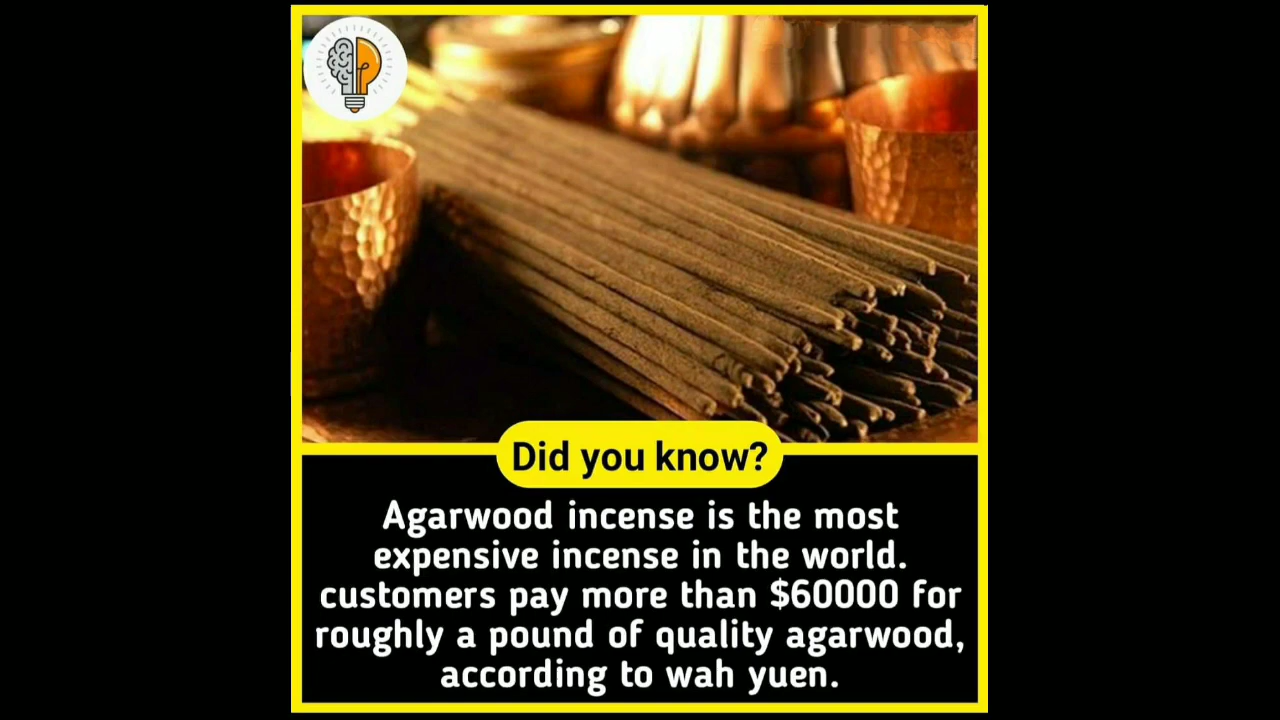 Did you know?
Agarwood incense is the most
expensive incense in the world.
customers pay more than $60000 for
roughly a pound of quality agarwood,
according to wah yuen.